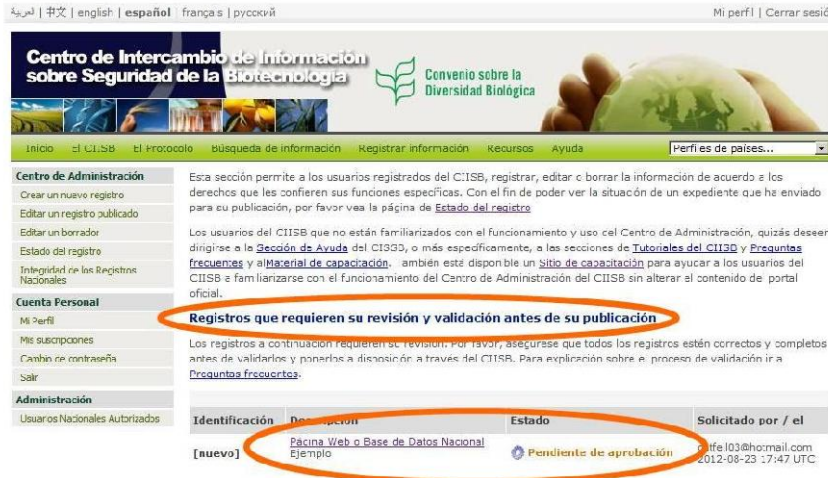 العربية | 中文 | english | español | français | русский
Mi perfil | Cerrar sesió
Centro de Intercambio de Información
sobre Seguridad de la Biotecnología
Convenio sobre la
Diversidad Biológica
Inicio El CIISB El Protocolo Búsqueda de información Registrar información Recursos Ayuda Perfiles de países...
Centro de Administración
Crear un nuevo registro
Editar un registro publicado
Editar un borrador
Estado del registro
Integridad de los Registros
Nacionales
Cuenta Personal
Mi Perfil
Mis suscripciones
Cambio de contraseña
Salir
Administración
Usuarios Nacionales Autorizados
Esta sección permite a los usuarios registrados del CIISB, registrar, editar o borrar la información de acuerdo a los
derechos que les confieren sus funciones específicas. Con el fin de poder ver la situación de un expediente que ha enviado
para su publicación, por favor vea la página de Estado del registro
Los usuarios del CIISB que no están familiarizados con el funcionamiento y uso del Centro de Administración, quizás deseen
dirigirse a la Sección de Ayuda del CIISB, o más específicamente, a las secciones de Tutoriales del CIISB y Preguntas
frecuentes y al Material de capacitación. También está disponible un Sitio de capacitación para ayudar a los usuarios del
CIISB a familiarizarse con el funcionamiento del Centro de Administración del CIISB sin alterar el contenido del portal
oficial.
Registros que requieren su revisión y validación antes de su publicación
Los registros a continuación requieren su revisión. Por favor, asegúrese que todos los registros estén correctos y completos
antes de validarlos y ponerlos a disposición a través del CIISB. Para explicación sobre el proceso de validación ir a
Preguntas frecuentes.
Identificación Descripción Estado Solicitado por / el
[nuevo] Página Web o Base de Datos Nacional Pendiente de aprobación
Ejemplo
2012-08-23 17:47 UTC